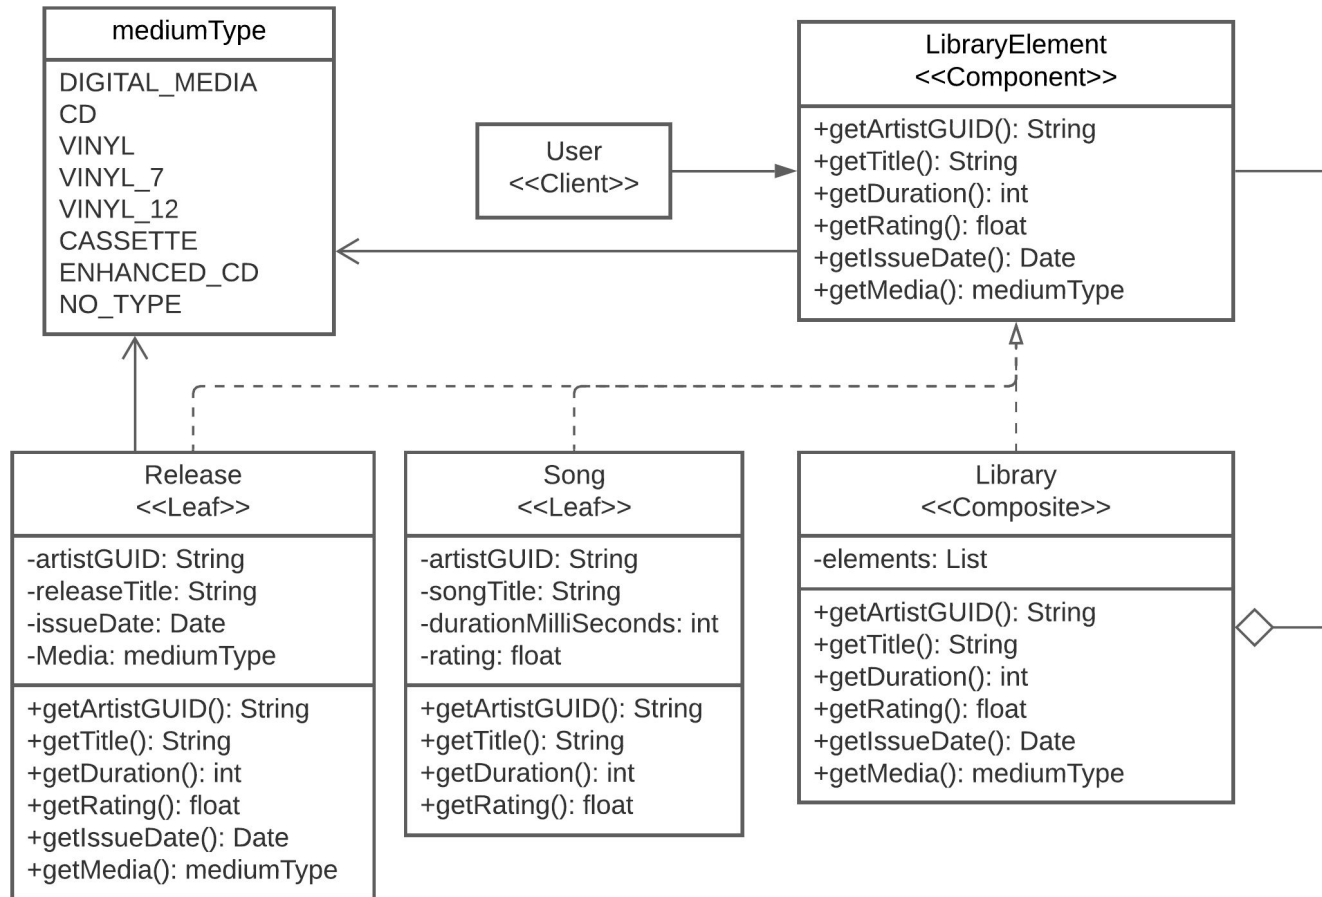 mediumType
DIGITAL_MEDIA
CD
VINYL
VINYL_7
VINYL_12
CASSETTE
ENHANCED_CD
NO_TYPE
User
<<Client>>
LibraryElement
<<Component>>
+getArtistGUID(): String
+getTitle(): String
+getDuration(): int
+getRating(): float
+getIssueDate(): Date
+getMedia(): mediumType
Release
<<Leaf>>
-artistGUID: String
-releaseTitle: String
-issueDate: Date
-Media: mediumType
+getArtistGUID(): String
+getTitle(): String
+getDuration(): int
+getRating(): float
+getIssueDate(): Date
+getMedia(): mediumType
Song
<<Leaf>>
-artistGUID: String
-songTitle: String
-durationMilliSeconds: int
-rating: float
+getArtistGUID(): String
+getTitle(): String
+getDuration(): int
+getRating(): float
Library
<<Composite>>
-elements: List
+getArtistGUID(): String
+getTitle(): String
+getDuration(): int
+getRating(): float
+getIssueDate(): Date
+getMedia(): mediumType